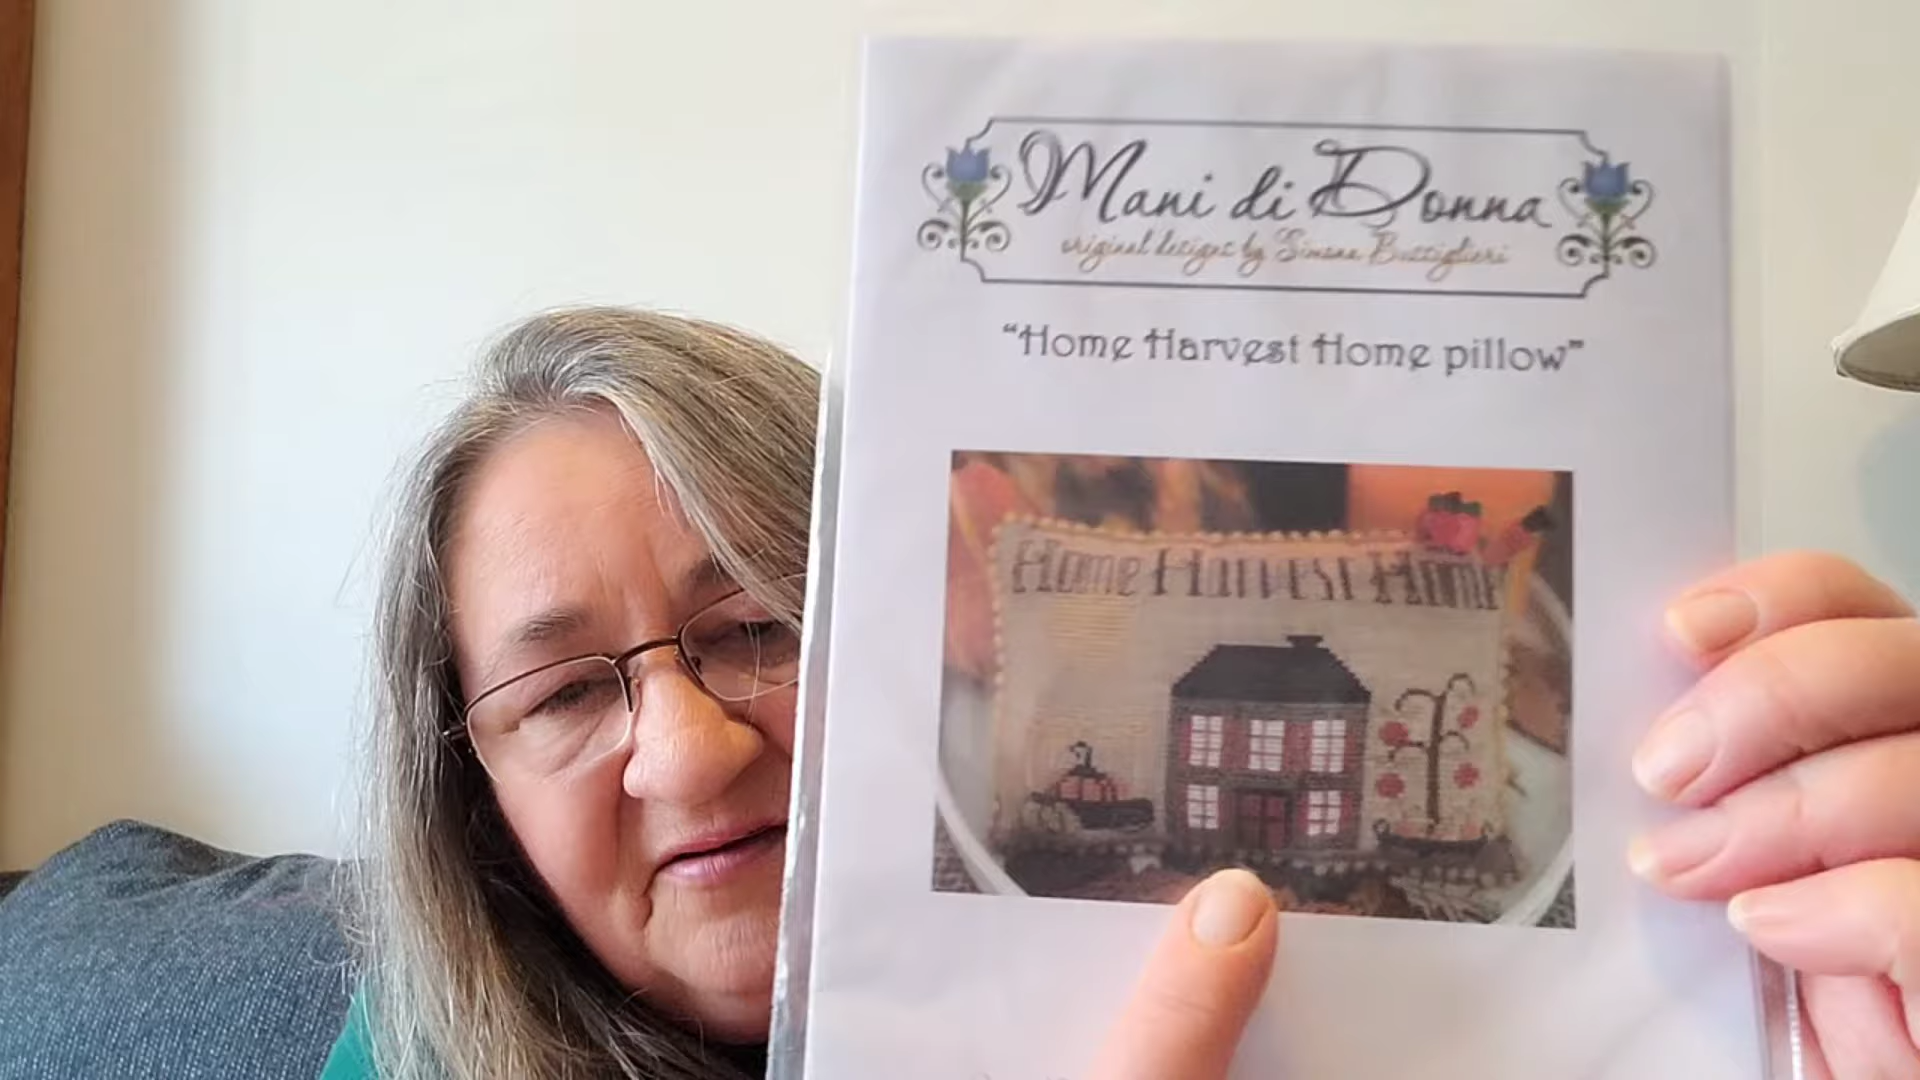 Mani di Donna
original designs by Simona Buttiglieri
"Home Harvest Home pillow"
Home Harvest Home